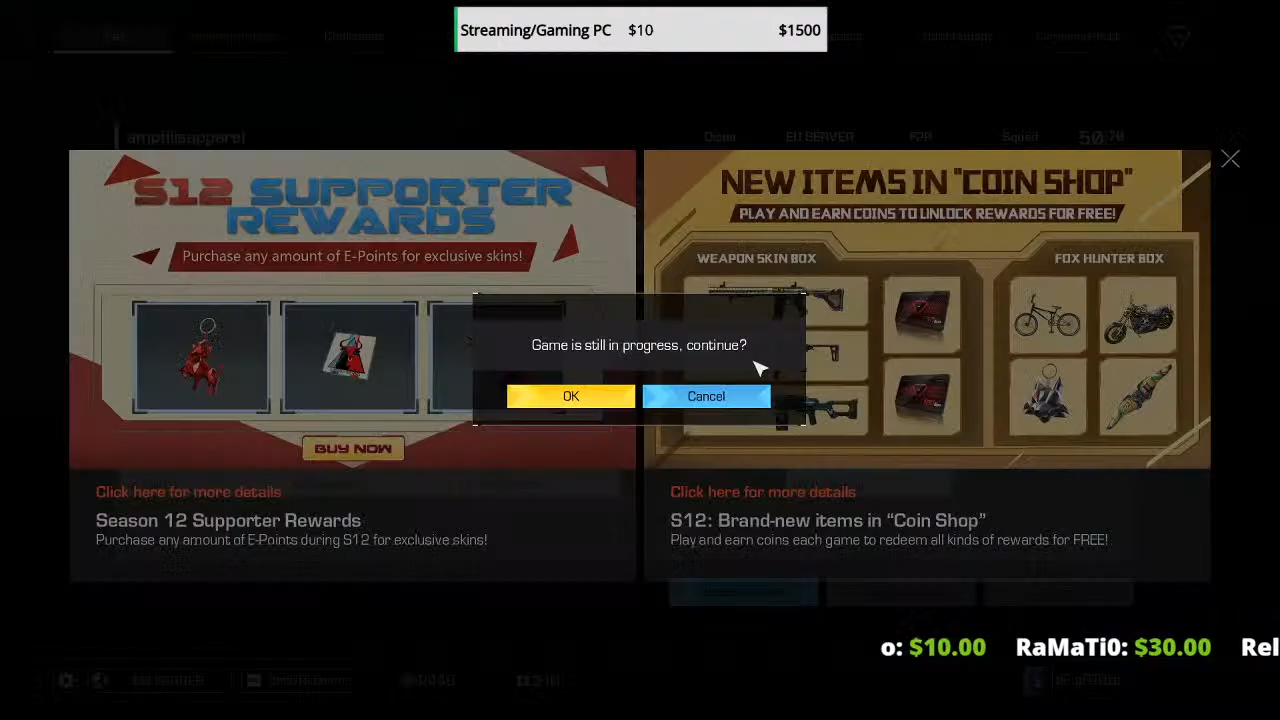 Streaming/Gaming PC $10 $1500
Challenges
ampfiisapparel
EU SERVER
Squad
S12 SUPPORTER
REWARDS
Purchase any amount of E-Points for exclusive skins!
BUY NOW
Click here for more details
Season 12 Supporter Rewards
Purchase any amount of E-Points during S12 for exclusive skins!
NEW ITEMS IN "COIN SHOP"
PLAY AND EARN COINS TO UNLOCK REWARDS FOR FREE!
WEAPON SKIN BOX
FOX HUNTER BOX
Click here for more details
S12: Brand-new items in “Coin Shop”
Play and earn coins each game to redeem all kinds of rewards for FREE!
Game is still in progress, continue?
OK Cancel
o: $10.00 RaMaTi0: $30.00 Rel